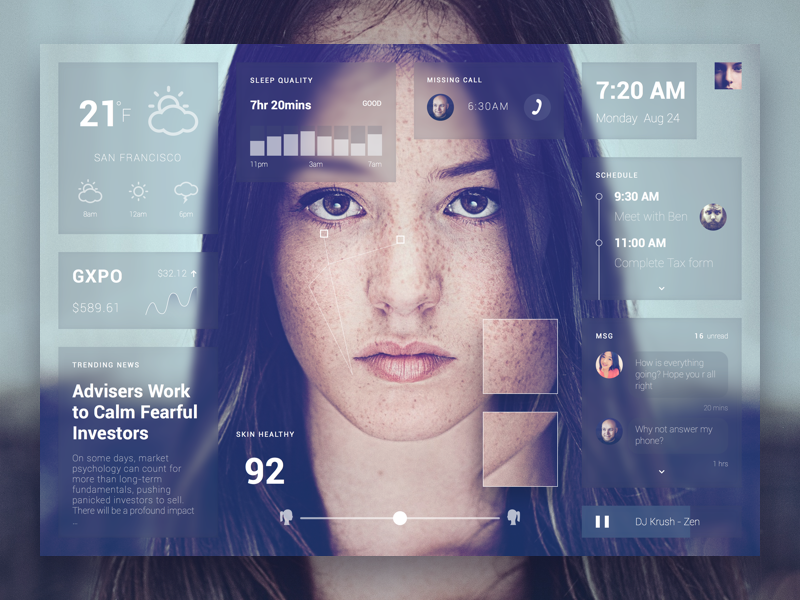 21°F
SAN FRANCISCO
8am 12am 6pm
GXPO $32.12
$589.61
TRENDING NEWS
Advisers Work
to Calm Fearful
Investors
On some days, market
psychology can count for
more than long-term
fundamentals, pushing
panicked investors to sell.
There will be a profound impact
...
SLEEP QUALITY
7hr 20mins GOOD
11pm 3am 7am
MISSING CALL
6:30AM
SKIN HEALTHY
92
7:20 AM
Monday Aug 24
SCHEDULE
9:30 AM
Meet with Ben
11:00 AM
Complete Tax form
MSG 16 unread
How is everything
going? Hope you r all
right
20 mins
Why not answer my
phone?
1 hrs
DJ Krush - Zen